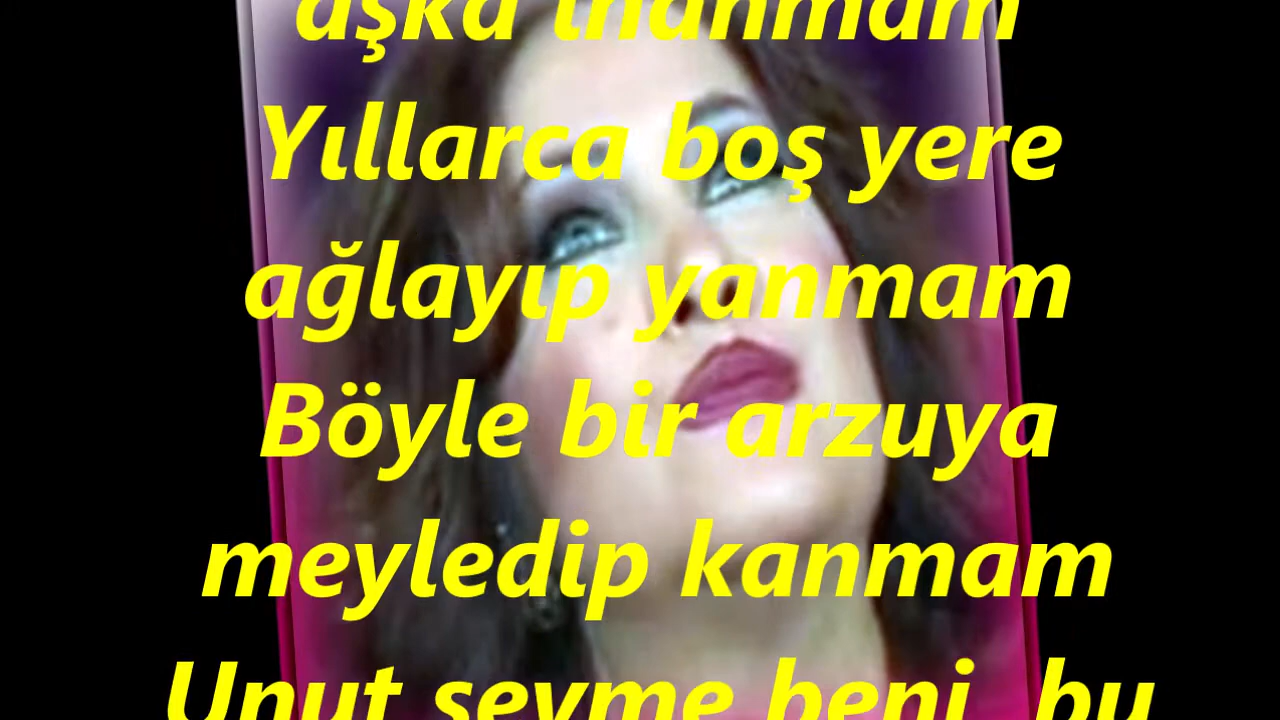 aşka inanmam
Yıllarca boş yere
ağlayıp yanmam
Böyle bir arzuya
meyledip kanmam
Unut sevme beni bu